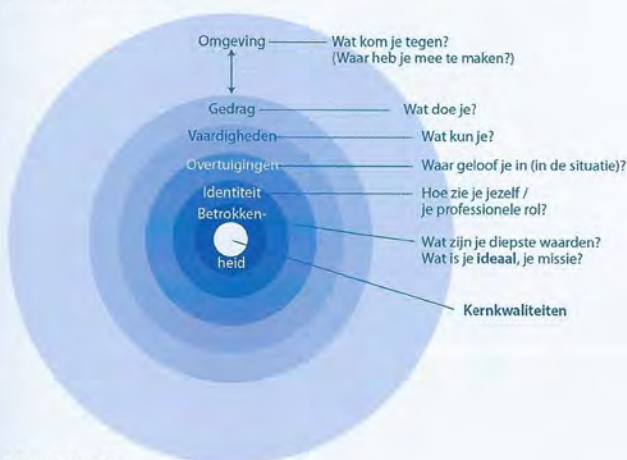 Omgeving Wat kom je tegen?
(Waar heb je mee te maken?)
Gedrag Wat doe je?
Vaardigheden Wat kun je?
Overtuigingen Waar geloof je in (in de situatie)?
Identiteit Hoe zie je jezelf /
je professionele rol?
Betrokken-
heid
Wat zijn je diepste waarden?
Wat is je ideaal, je missie?
Kernkwaliteiten